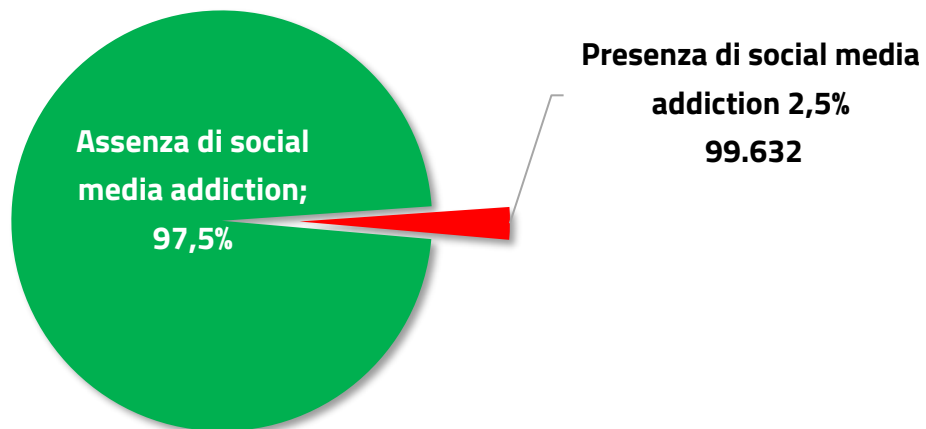 Assenza di social
media addiction;
97,5%
Presenza di social media
addiction 2,5%
99.632